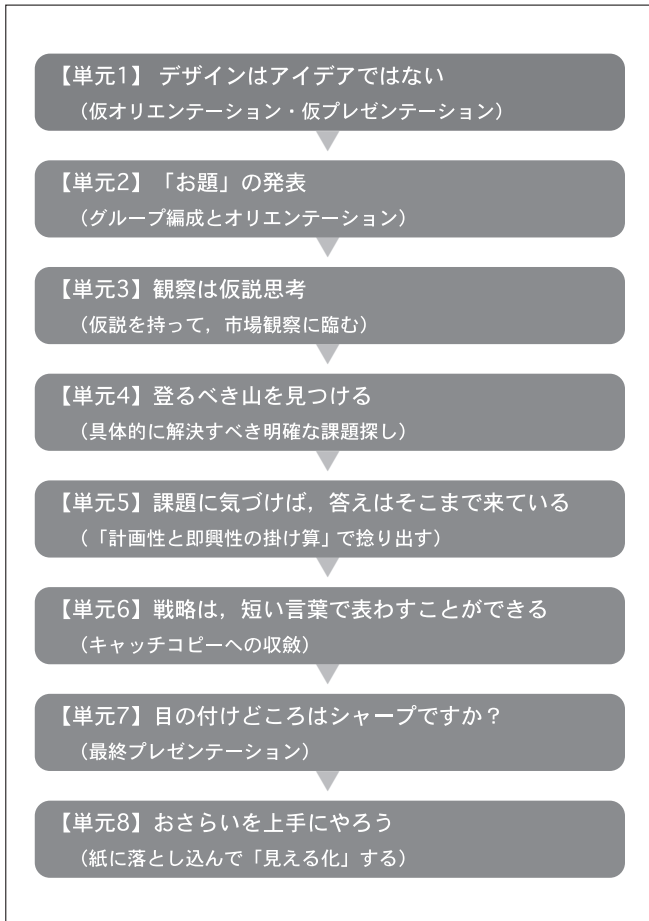 【単元1】 デザインはアイデアではない
（仮オリエンテーション・仮プレゼンテーション）
【単元2】「お題」の発表
（グループ編成とオリエンテーション）
【単元3】観察は仮説思考
（仮説を持って，市場観察に臨む）
【単元4】登るべき山を見つける
（具体的に解決すべき明確な課題探し）
【単元5】課題に気づけば，答えはそこまで来ている
（「計画性と即興性の掛け算」で捻り出す）
【単元6】戦略は，短い言葉で表わすことができる
（キャッチコピーへの収斂）
【単元7】目の付けどころはシャープですか？
（最終プレゼンテーション）
【単元8】おさらいを上手にやろう
（紙に落とし込んで「見える化」する）